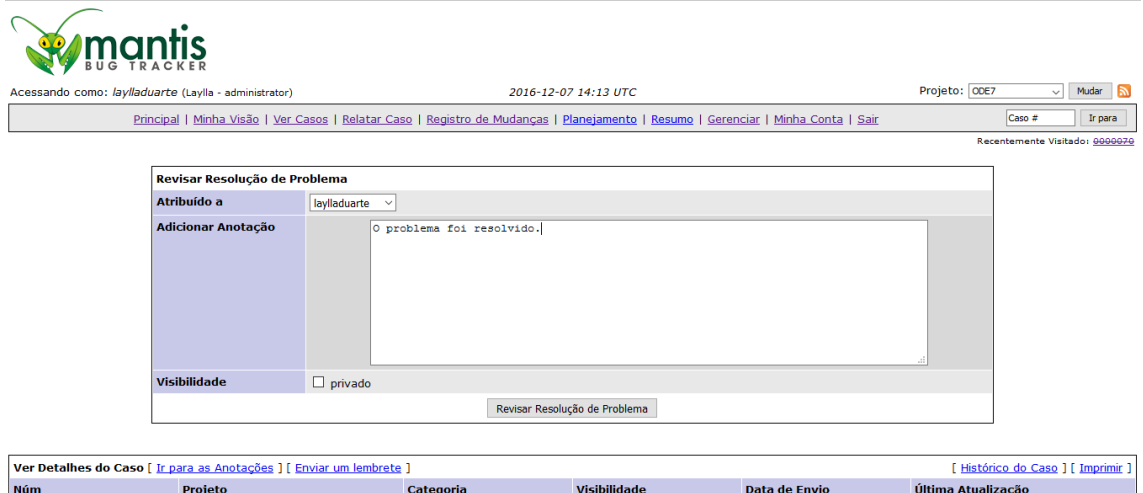 mantis
BUG TRACKER
Acessando como: laylladuarte (Laylla - administrator) 2016-12-07 14:13 UTC Projeto: ODE7 Mudar
Principal | Minha Visão | Ver Casos | Relatar Caso | Registro de Mudanças | Planejamento | Resumo | Gerenciar | Minha Conta | Sair Caso # Ir para
Recentemente Visitado: 0000070
Revisar Resolução de Problema
Atribuído a laylladuarte
Adicionar Anotação O problema foi resolvido.
Visibilidade privado
Revisar Resolução de Problema
Ver Detalhes do Caso [ Ir para as Anotações ] [ Enviar um lembrete ] [ Histórico do Caso ] [ Imprimir ]
Núm Projeto Categoria Visibilidade Data de Envio Última Atualização